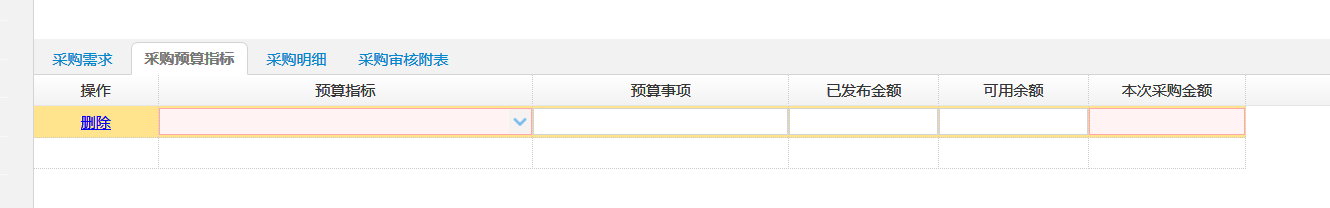 采购需求 采购预算指标 采购明细 采购审核附表
操作 预算指标 预算事项 已发布金额 可用余额 本次采购金额
删除